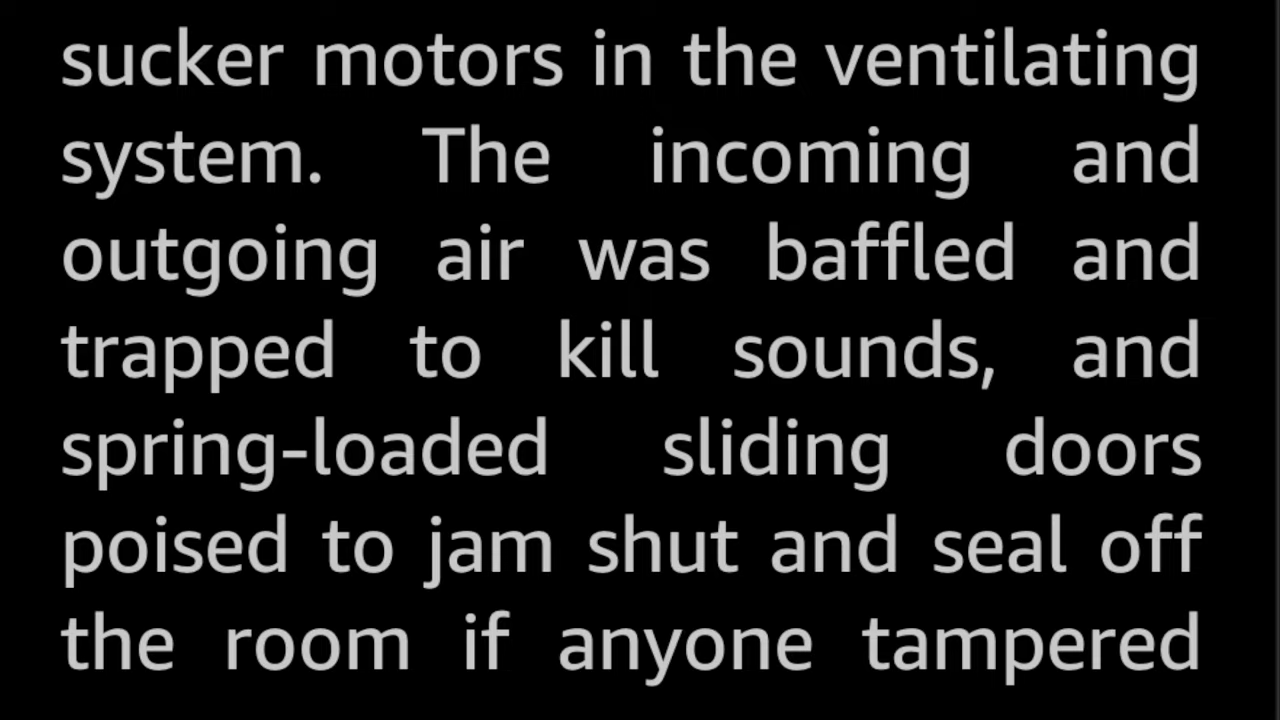 sucker motors in the ventilating
system. The incoming and
outgoing air was baffled and
trapped to kill sounds, and
spring-loaded sliding doors
poised to jam shut and seal off
the room if anyone tampered